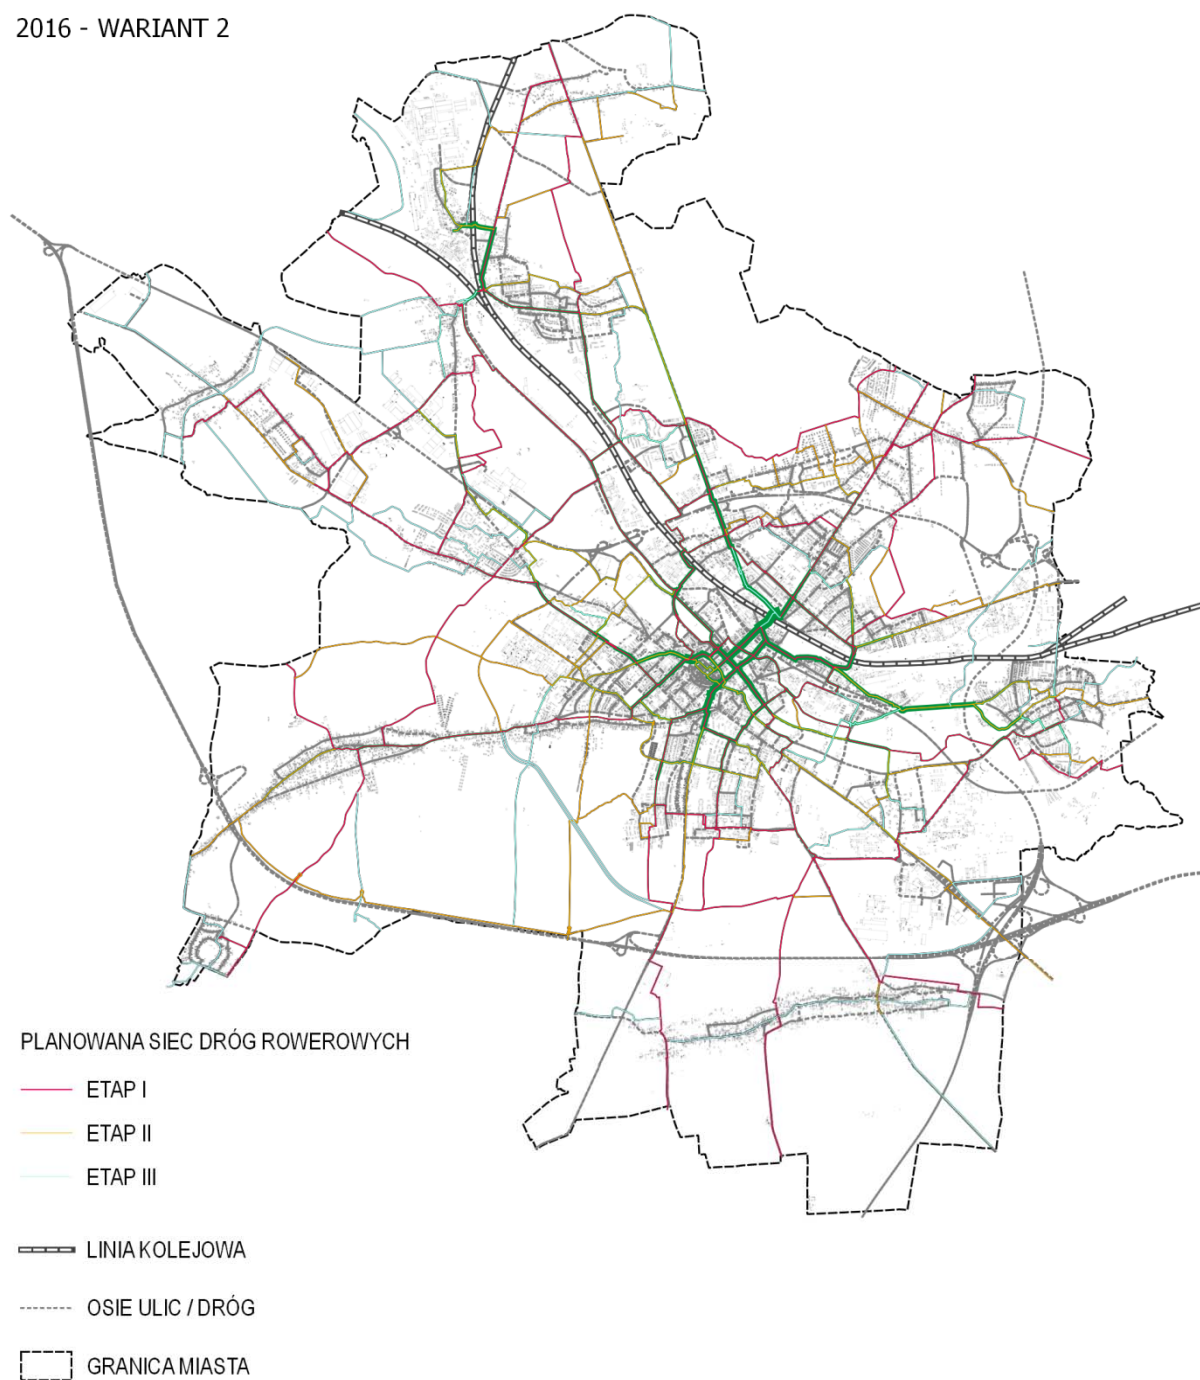 2016 - WARIANT 2
PLANOWANA SIEC DRÓG ROWEROWYCH
ETAP I
ETAP II
ETAP III
LINIA KOLEJOWA
OSIE ULIC / DRÓG
GRANICA MIASTA